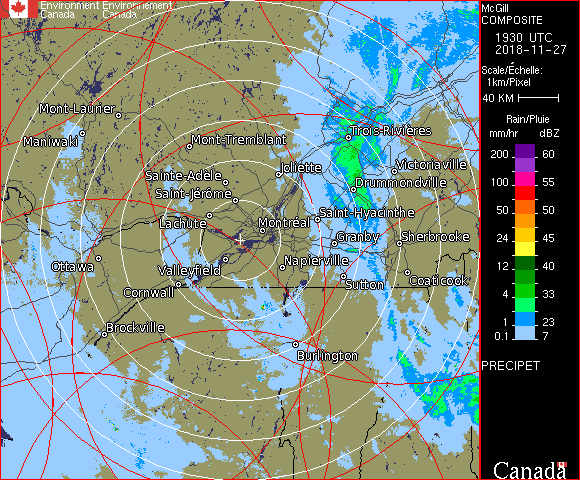 Environment Environnement
Canada Canada
Mont-Laurier
Maniwaki
Mont-Tremblant
Trois-Rivières
Sainte-Adèle
Joliette
Victoriaville
Saint-Jérôme
Drummondville
Lachute
Montréal
Saint-Hyacinthe
Granby
Sherbrooke
Ottawa
Valleyfield
Napierville
Cornwall
Sutton
Coaticook
Brockville
Burlington
McGill
COMPOSITE
1930 UTC
2018-11-27
Scale/Échelle:
1km/Pixel
40 KM
Rain/Pluie
mm/hr dBZ
200 60
100 55
50 50
24 45
12 40
4 33
1 23
0.1 7
PRECIPET
Canada